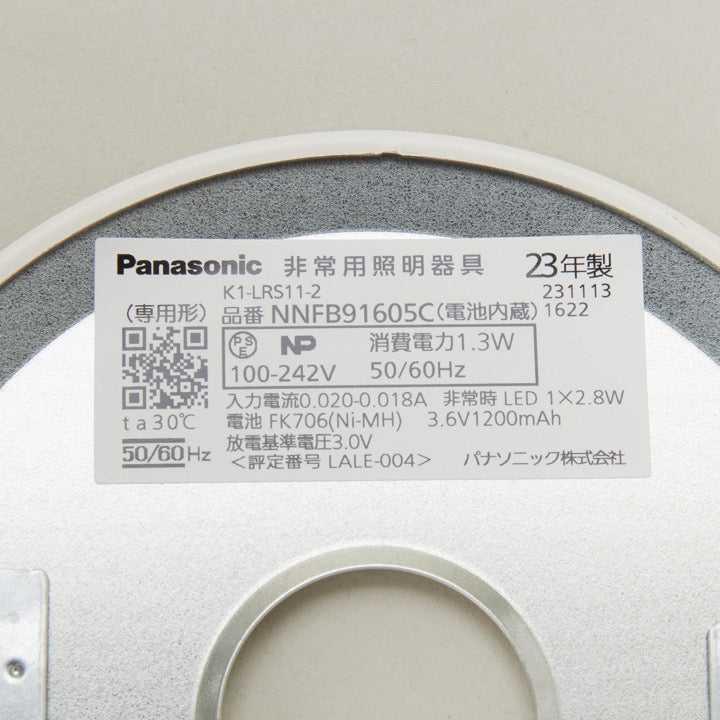 Panasonic 非常用照明器具 23年製
K1-LRS11-2 231113
(専用形) 品番 NNFB91605C(電池内蔵) 1622
PSE NP 消費電力1.3W
100-242V 50/60Hz
入力電流0.020-0.018A 非常時 LED 1×2.8W
ta30℃ 電池 FK706(Ni-MH) 3.6V1200mAh
放電基準電圧3.0V
50/60Hz <評定番号 LALE-004> パナソニック株式会社